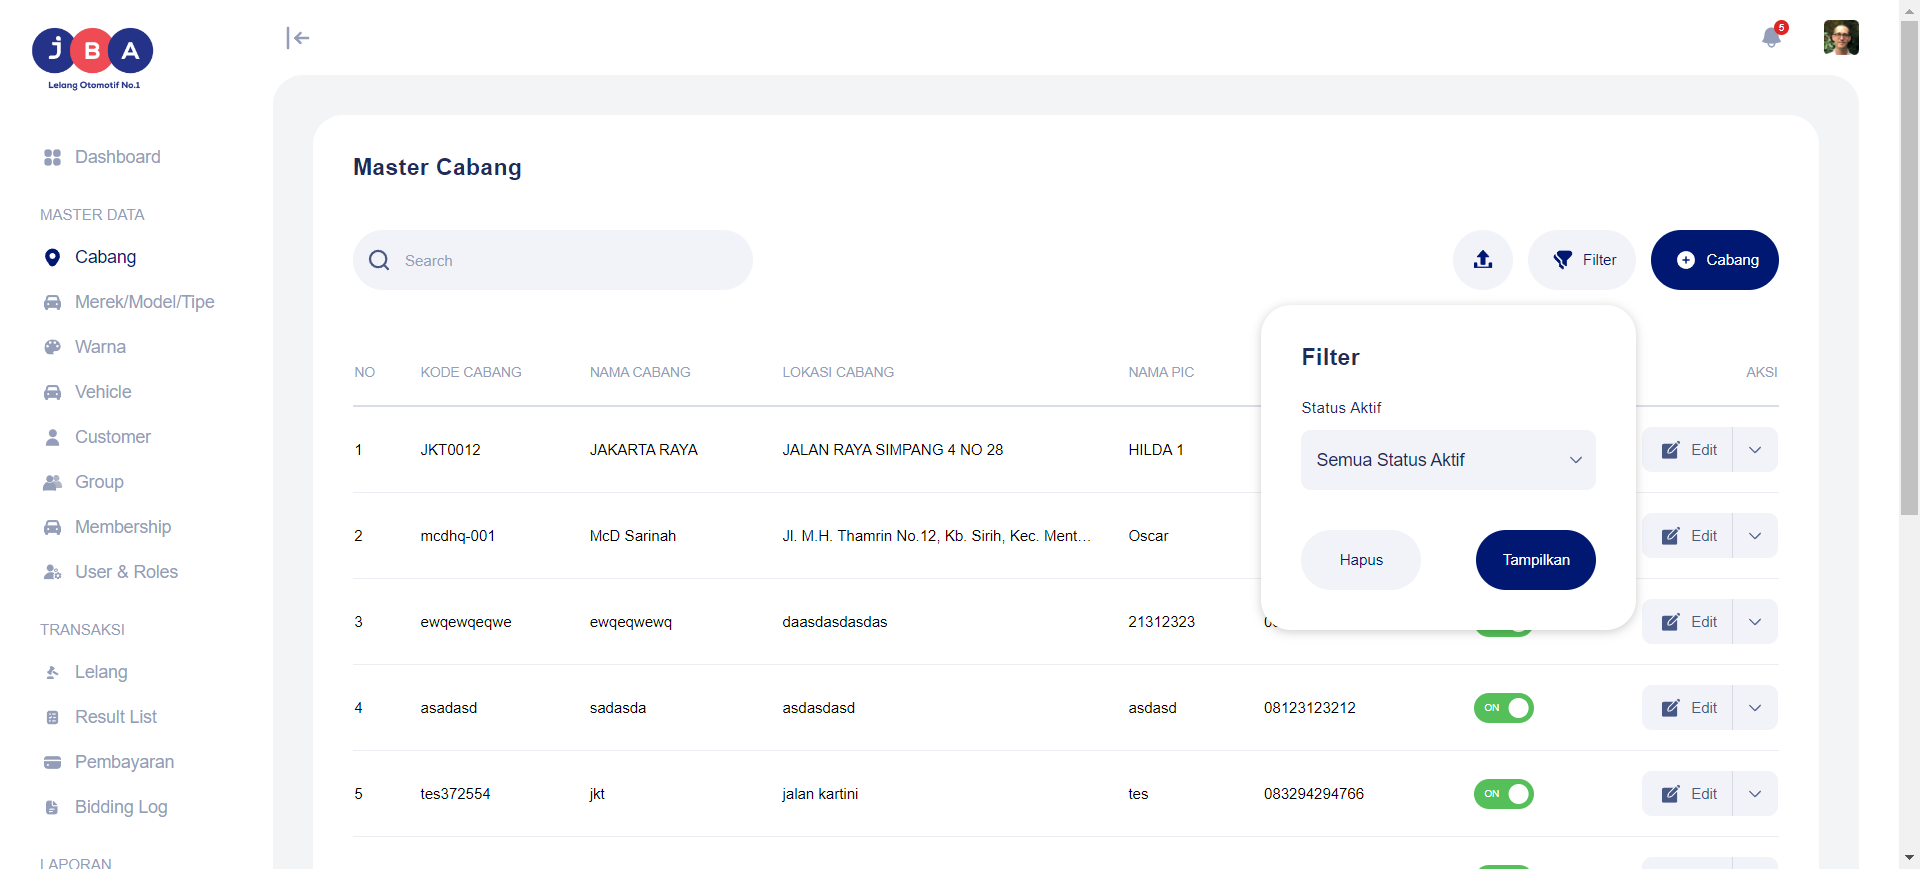 JBA
Lelang Otomotif No.1
5
Dashboard
MASTER DATA
Cabang
Merek/Model/Tipe
Warna
Vehicle
Customer
Group
Membership
User & Roles
TRANSAKSI
Lelang
Result List
Pembayaran
Bidding Log
LAPORAN
Master Cabang
Search
Filter
Cabang
NO KODE CABANG NAMA CABANG LOKASI CABANG NAMA PIC AKSI
1 JKT0012 JAKARTA RAYA JALAN RAYA SIMPANG 4 NO 28 HILDA 1 Edit
2 mcdhq-001 McD Sarinah Jl. M.H. Thamrin No.12, Kb. Sirih, Kec. Ment... Oscar Edit
3 ewqewqeqwe ewqeqwewq daasdasdasdas 21312323 Edit
4 asadasd sadasda asdasdasd asdasd 08123123212 ON Edit
5 tes372554 jkt jalan kartini tes 083294294766 ON Edit
Filter
Status Aktif
Semua Status Aktif
Hapus Tampilkan